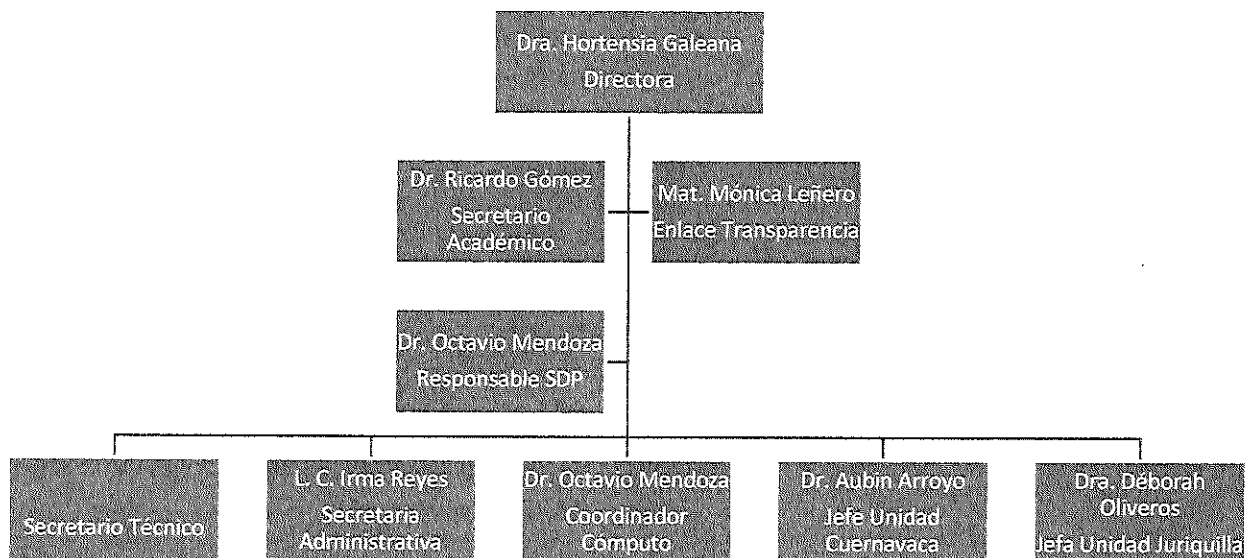 Dra. Hortensia Galeana
Directora
Dr. Ricardo Gómez
Secretario
Académico
Mat. Mónica Leñero
Enlace Transparencia
Dr. Octavio Mendoza
Responsable SDP
Secretario Técnico
L. C. Irma Reyes
Secretaria
Administrativa
Dr. Octavio Mendoza
Coordinador
Cómputo
Dr. Aubin Arroyo
Jefe Unidad
Cuernavaca
Dra. Déborah
Oliveros
Jefa Unidad Juriquilla